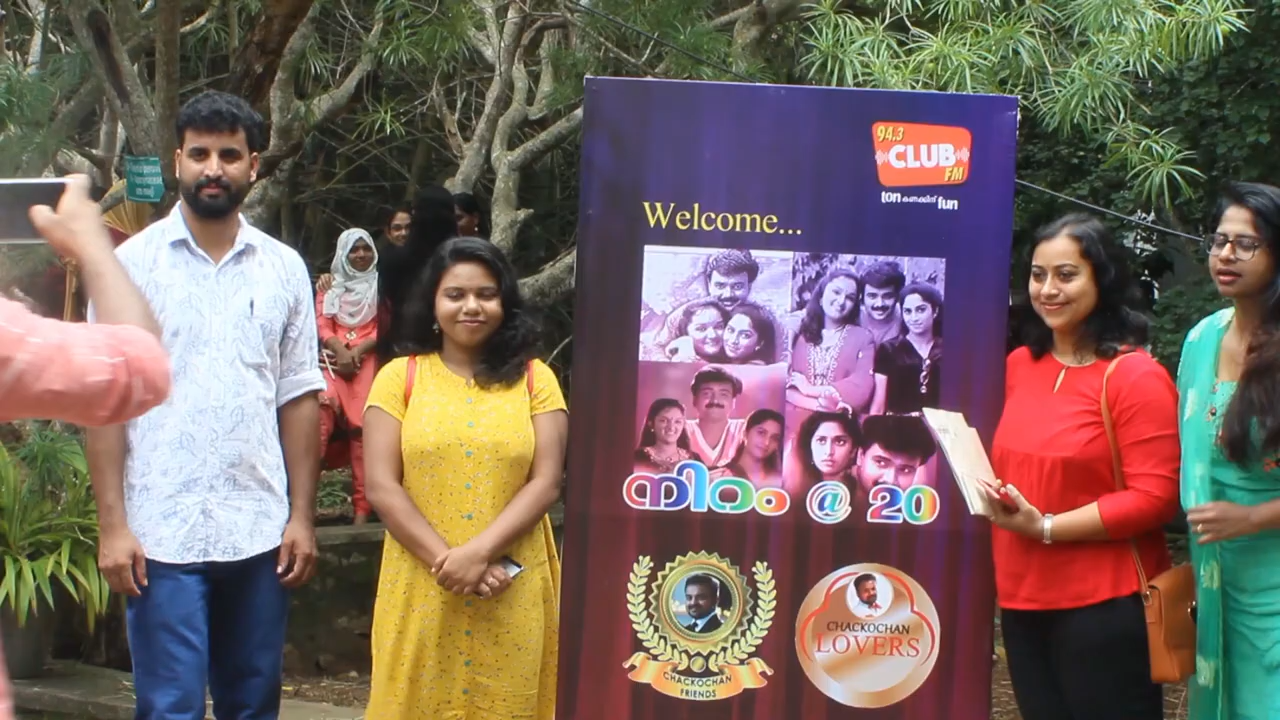 94.3
CLUB
FM
ton കണക്കിന് fun
Welcome...
നിറം @ 20
CHACKOCHAN
FRIENDS
CHACKOCHAN
LOVERS